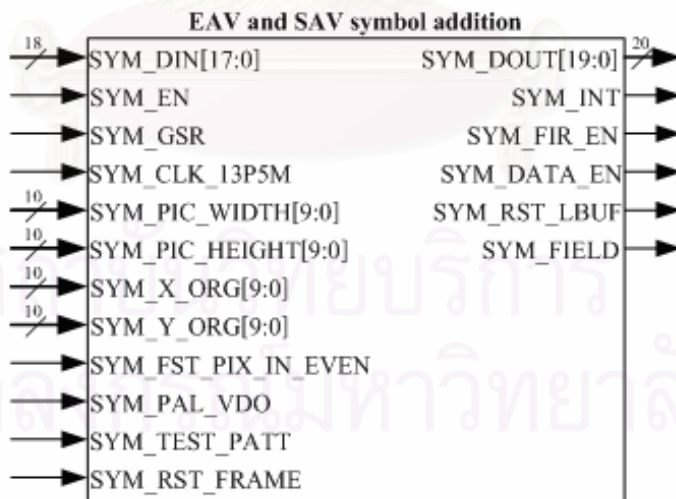 EAV and SAV symbol addition
18
SYM_DIN[17:0]
SYM_DOUT[19:0]
20
SYM_EN
SYM_INT
SYM_GSR
SYM_FIR_EN
SYM_CLK_13P5M
SYM_DATA_EN
10
SYM_PIC_WIDTH[9:0]
SYM_RST_LBUF
10
SYM_PIC_HEIGHT[9:0]
SYM_FIELD
10
SYM_X_ORG[9:0]
10
SYM_Y_ORG[9:0]
SYM_FST_PIX_IN_EVEN
SYM_PAL_VDO
SYM_TEST_PATT
SYM_RST_FRAME